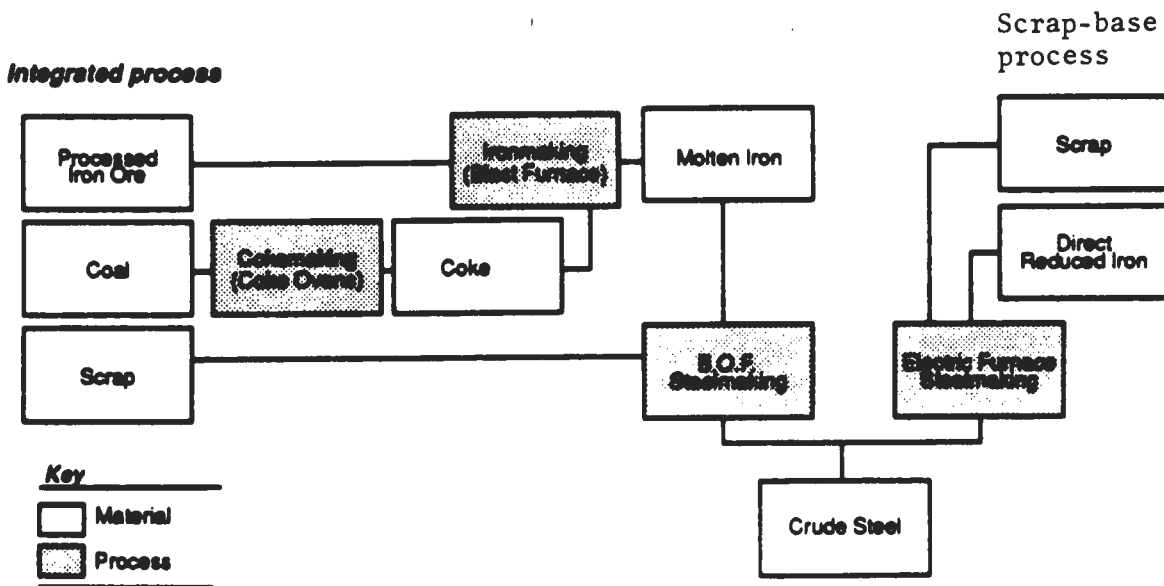 Scrap-base
process
Integrated process
Processed
Iron Ore
Ironmaking
(Blast Furnace)
Molten Iron
Scrap
Coal
Cokemaking
(Coke Ovens)
Coke
Direct
Reduced Iron
Scrap
B.O.F.
Steelmaking
Electric Furnace
Steelmaking
Key
Material
Process
Crude Steel